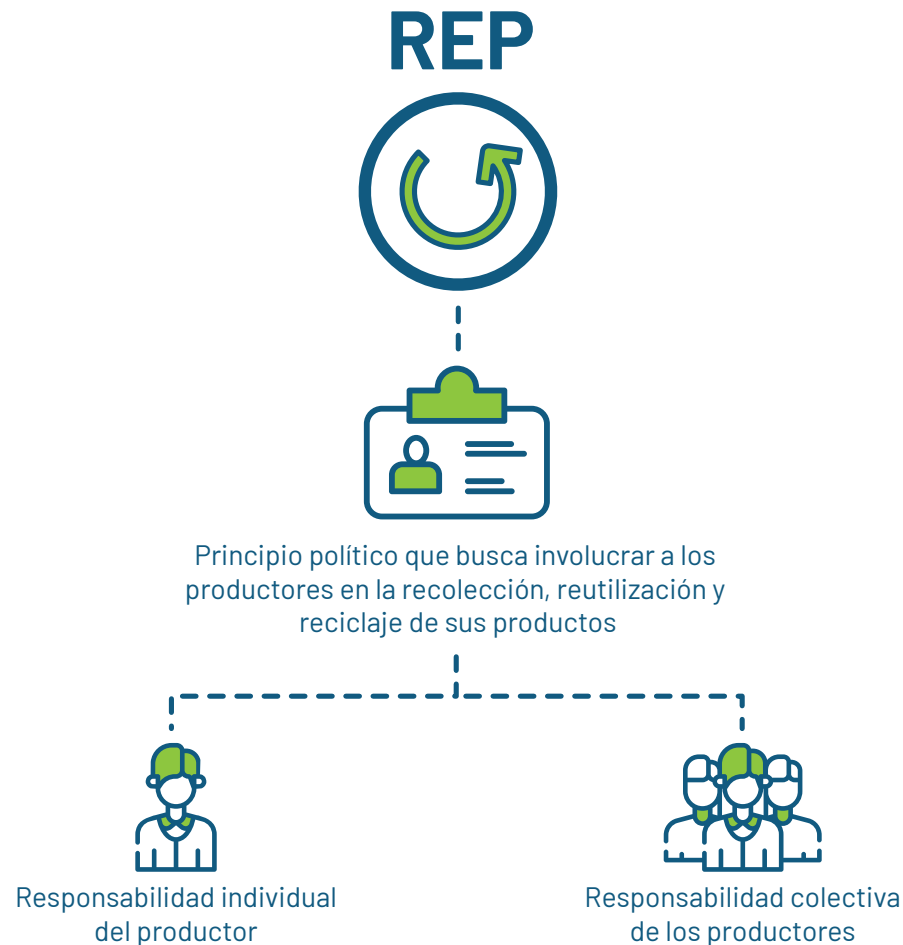 REP
Principio político que busca involucrar a los
productores en la recolección, reutilización y
reciclaje de sus productos
Responsabilidad individual
del productor
Responsabilidad colectiva
de los productores